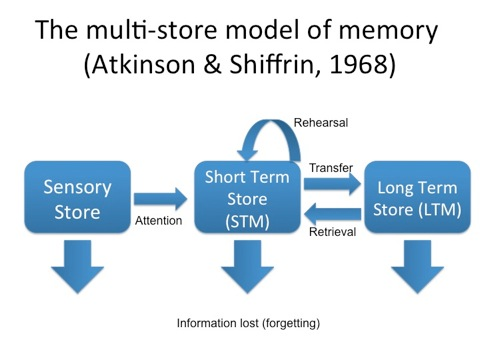 The multi-store model of memory
(Atkinson & Shiffrin, 1968)
Rehearsal
Sensory
Store
Attention
Short Term
Store
(STM)
Transfer
Retrieval
Long Term
Store (LTM)
Information lost (forgetting)